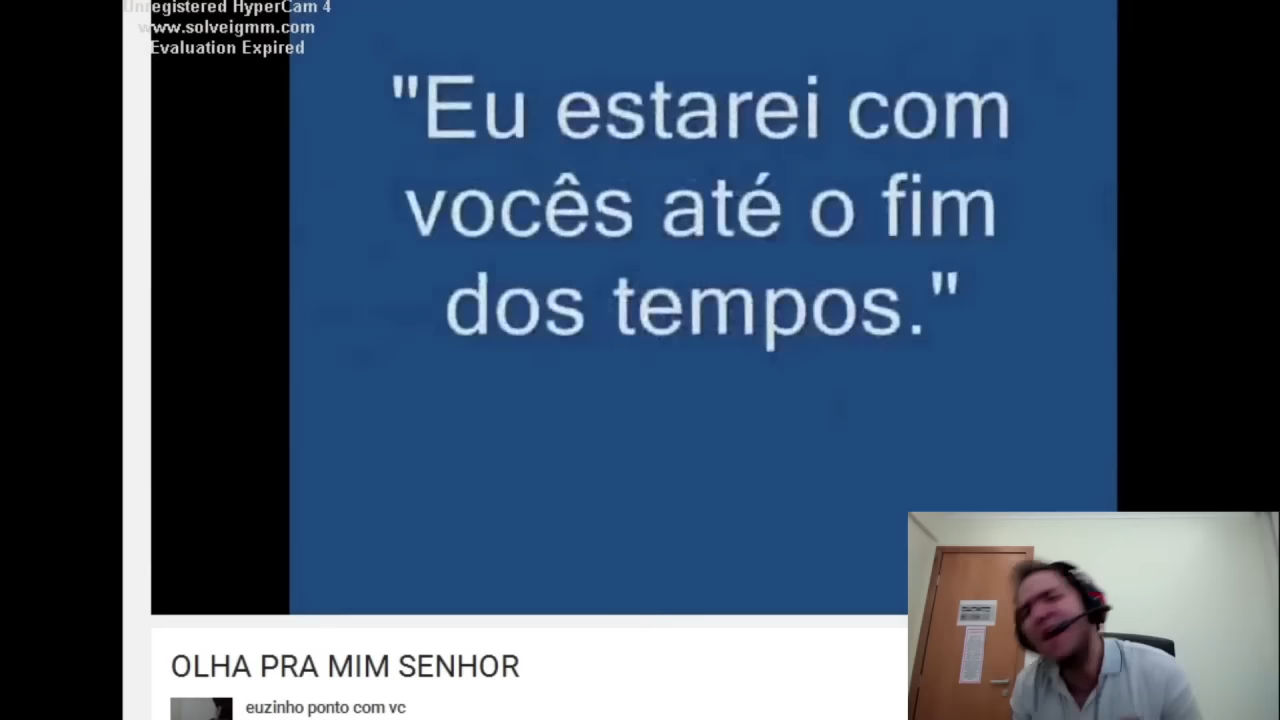 Unregistered HyperCam 4
www.solveigmm.com
Evaluation Expired
"Eu estarei com
vocês até o fim
dos tempos."
OLHA PRA MIM SENHOR
euzinho ponto com vc